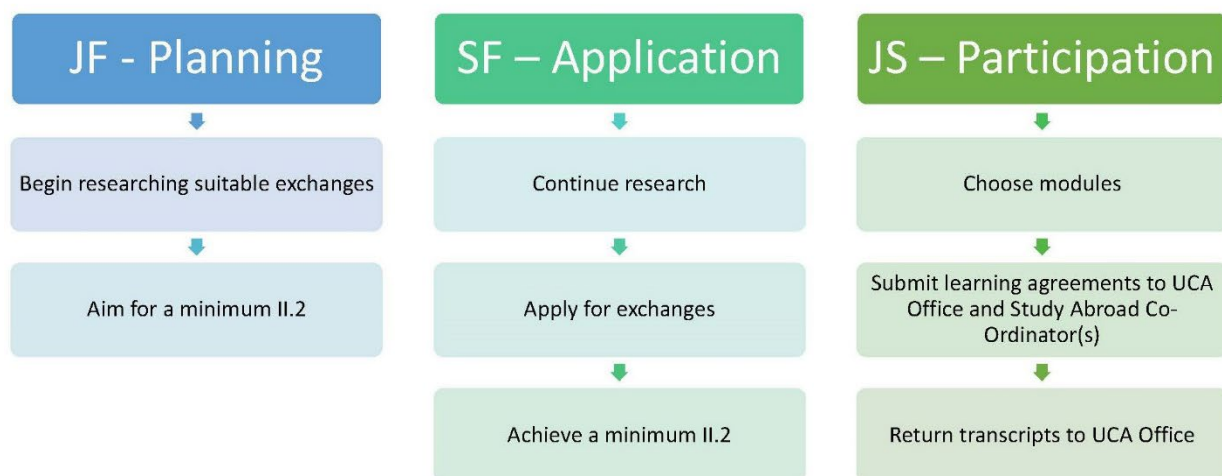 JF - Planning
Begin researching suitable exchanges
Aim for a minimum II.2
SF – Application
Continue research
Apply for exchanges
Achieve a minimum II.2
JS – Participation
Choose modules
Submit learning agreements to UCA
Office and Study Abroad Co-
Ordinator(s)
Return transcripts to UCA Office